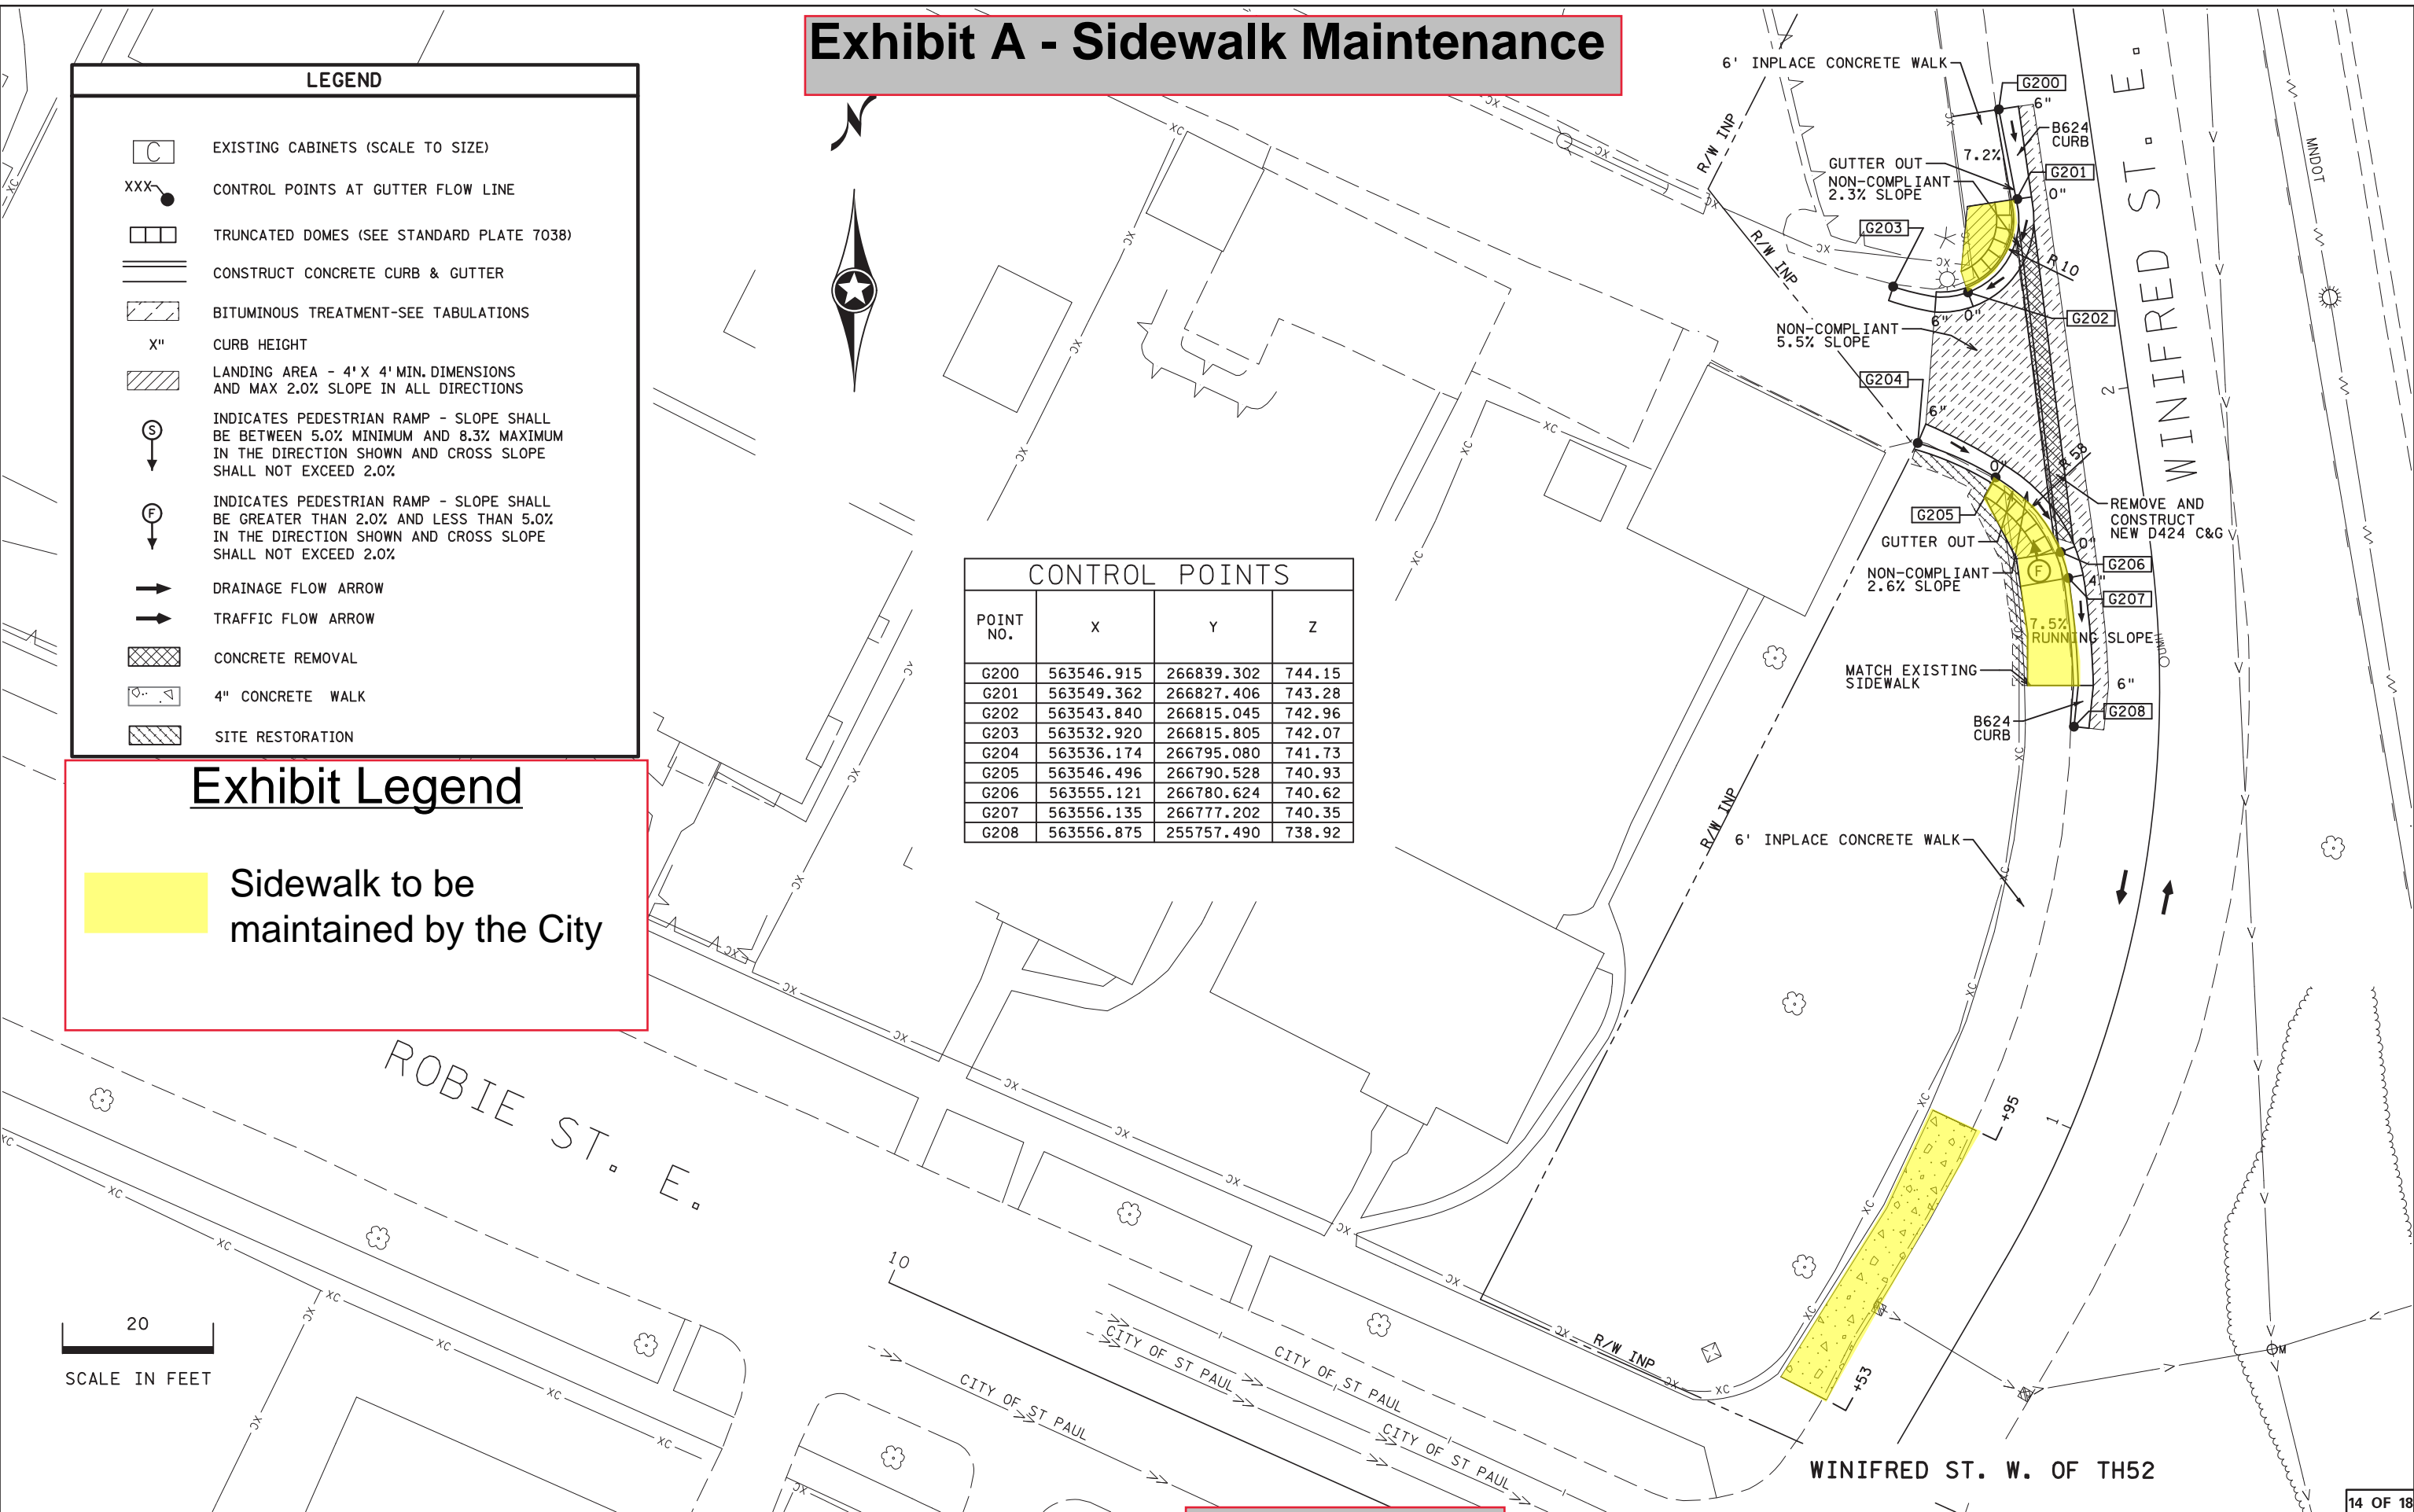 Exhibit A - Sidewalk Maintenance
LEGEND
C
EXISTING CABINETS (SCALE TO SIZE)
XXX
CONTROL POINTS AT GUTTER FLOW LINE
TRUNCATED DOMES (SEE STANDARD PLATE 7038)
CONSTRUCT CONCRETE CURB & GUTTER
BITUMINOUS TREATMENT-SEE TABULATIONS
X" CURB HEIGHT
LANDING AREA - 4' X 4' MIN. DIMENSIONS
AND MAX 2.0% SLOPE IN ALL DIRECTIONS
S
INDICATES PEDESTRIAN RAMP - SLOPE SHALL
BE BETWEEN 5.0% MINIMUM AND 8.3% MAXIMUM
IN THE DIRECTION SHOWN AND CROSS SLOPE
SHALL NOT EXCEED 2.0%
F
INDICATES PEDESTRIAN RAMP - SLOPE SHALL
BE GREATER THAN 2.0% AND LESS THAN 5.0%
IN THE DIRECTION SHOWN AND CROSS SLOPE
SHALL NOT EXCEED 2.0%
DRAINAGE FLOW ARROW
TRAFFIC FLOW ARROW
CONCRETE REMOVAL
4" CONCRETE WALK
SITE RESTORATION
Exhibit Legend
Sidewalk to be
maintained by the City
N
CONTROL POINTS
POINT NO. X Y Z
G200 563546.915 266839.302 744.15
G201 563549.362 266827.406 743.28
G202 563543.840 266815.045 742.96
G203 563532.920 266815.805 742.07
G204 563536.174 266795.080 741.73
G205 563546.496 266790.528 740.93
G206 563555.121 266780.624 740.62
G207 563556.135 266777.202 740.35
G208 563556.875 255757.490 738.92
6' INPLACE CONCRETE WALK
G200
6"
B624
CURB
7.2%
GUTTER OUT
G201
NON-COMPLIANT
2.3% SLOPE
0"
G203
R 10
R/W INP
R/W INP
G202
6" 0"
NON-COMPLIANT
5.5% SLOPE
G204
6"
R 58
0"
G205
REMOVE AND
CONSTRUCT
NEW D424 C&G
GUTTER OUT
0"
G206
NON-COMPLIANT
2.6% SLOPE
F
4"
G207
7.5%
RUNNING SLOPE
MATCH EXISTING
SIDEWALK
6"
G208
B624
CURB
WINIFRED ST. E.
MNDOT
2
R/W INP
6' INPLACE CONCRETE WALK
+95
1
+53
R/W INP
ROBIE ST. E.
10
CITY OF ST PAUL
CITY OF ST PAUL
CITY OF ST PAUL
CITY OF ST PAUL
20
SCALE IN FEET
WINIFRED ST. W. OF TH52
14 OF 18